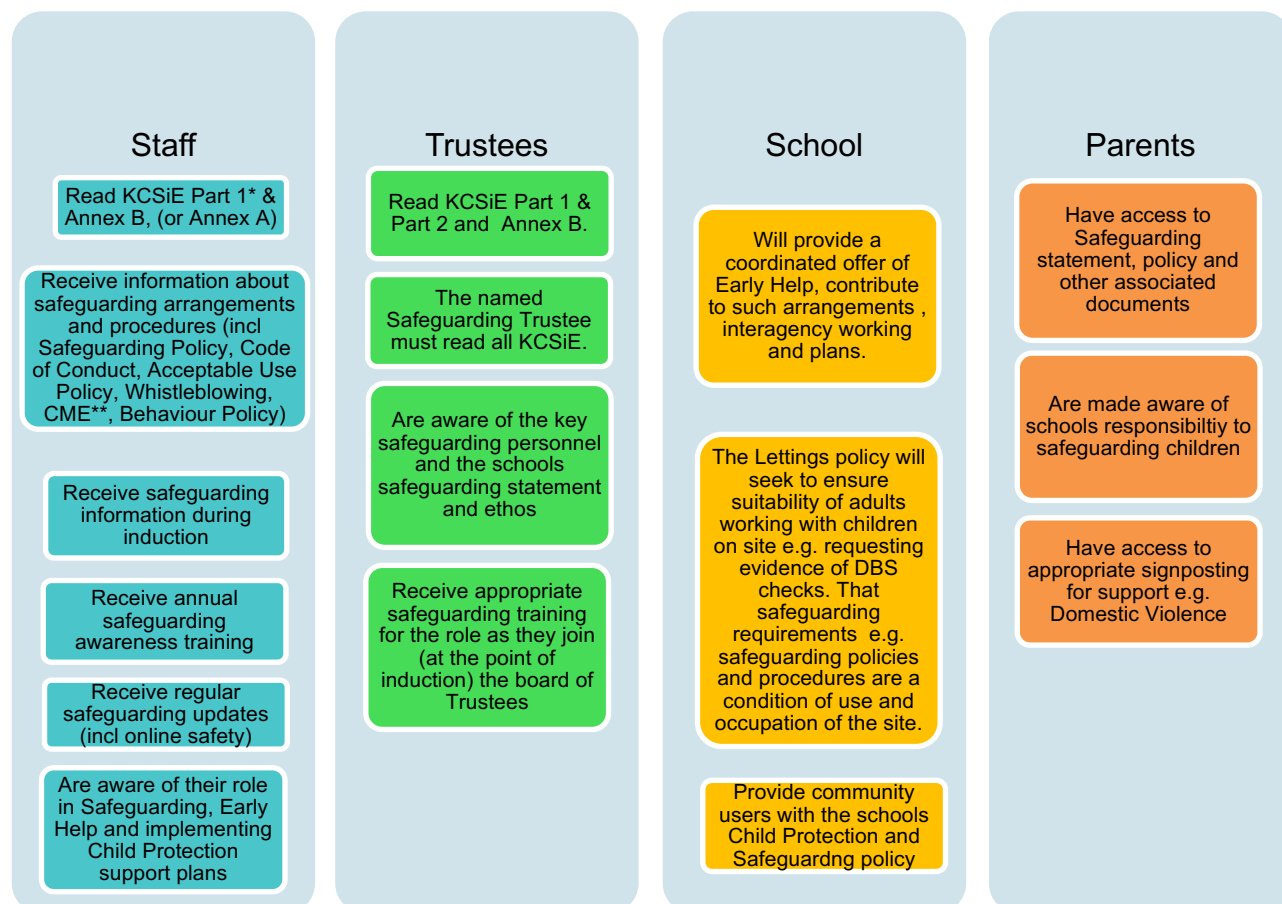 Staff
Read KCSiE Part 1* &
Annex B, (or Annex A)
Receive information about
safeguarding arrangements
and procedures (incl
Safeguarding Policy, Code
of Conduct, Acceptable Use
Policy, Whistleblowing,
CME**, Behaviour Policy)
Receive safeguarding
information during
induction
Receive annual
safeguarding
awareness training
Receive regular
safeguarding updates
(incl online safety)
Are aware of their role
in Safeguarding, Early
Help and implementing
Child Protection
support plans
Trustees
Read KCSiE Part 1 &
Part 2 and Annex B.
The named
Safeguarding Trustee
must read all KCSiE.
Are aware of the key
safeguarding personnel
and the schools
safeguarding statement
and ethos
Receive appropriate
safeguarding training
for the role as they join
(at the point of
induction) the board of
Trustees
School
Will provide a
coordinated offer of
Early Help, contribute
to such arrangements ,
interagency working
and plans.
The Lettings policy will
seek to ensure
suitability of adults
working with children
on site e.g. requesting
evidence of DBS
checks. That
safeguarding
requirements e.g.
safeguarding policies
and procedures are a
condition of use and
occupation of the site.
Provide community
users with the schools
Child Protection and
Safeguardng policy
Parents
Have access to
Safeguarding
statement, policy and
other associated
documents
Are made aware of
schools responsibiltiy to
safeguarding children
Have access to
appropriate signposting
for support e.g.
Domestic Violence